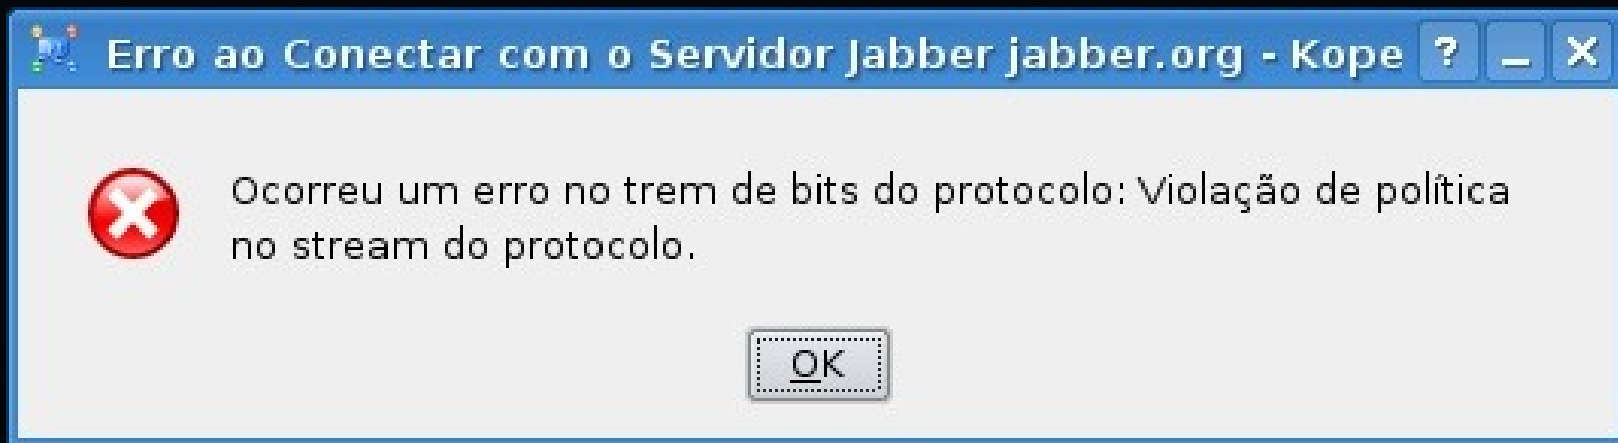 Erro ao Conectar com o Servidor Jabber jabber.org - Kope
Ocorreu um erro no trem de bits do protocolo: Violação de política
no stream do protocolo.
OK